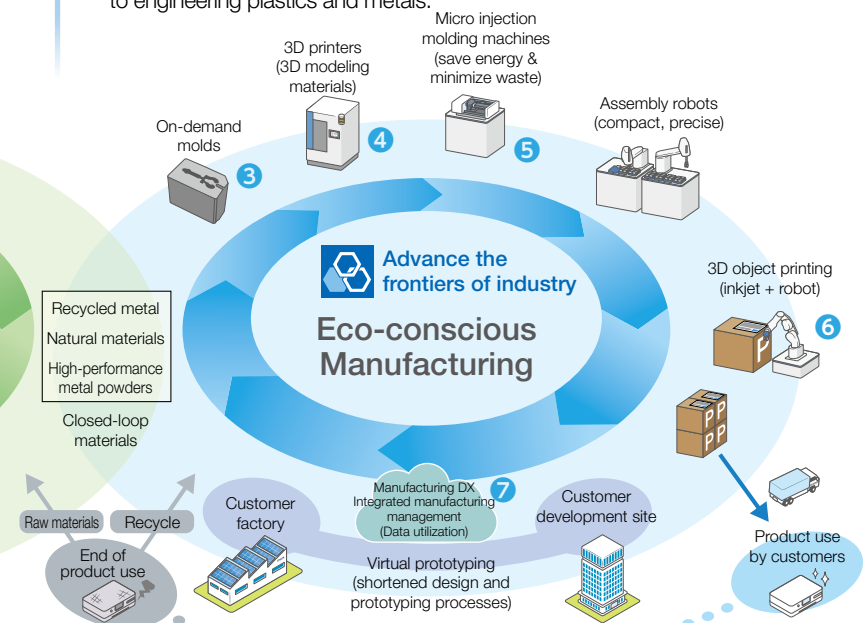 to engineering plastics and metals.
Micro injection
molding machines
(save energy &
minimize waste)
3D printers
(3D modeling
materials)
Assembly robots
(compact, precise)
On-demand
molds
3
4
5
Advance the
frontiers of industry
Eco-conscious
Manufacturing
3D object printing
(inkjet + robot)
6
P
Recycled metal
Natural materials
High-performance
metal powders
Closed-loop
materials
P P
P P
Manufacturing DX
Integrated manufacturing
management
(Data utilization)
7
Customer
factory
Customer
development site
Raw materials
Recycle
End of
product use
Virtual prototyping
(shortened design and
prototyping processes)
Product use
by customers